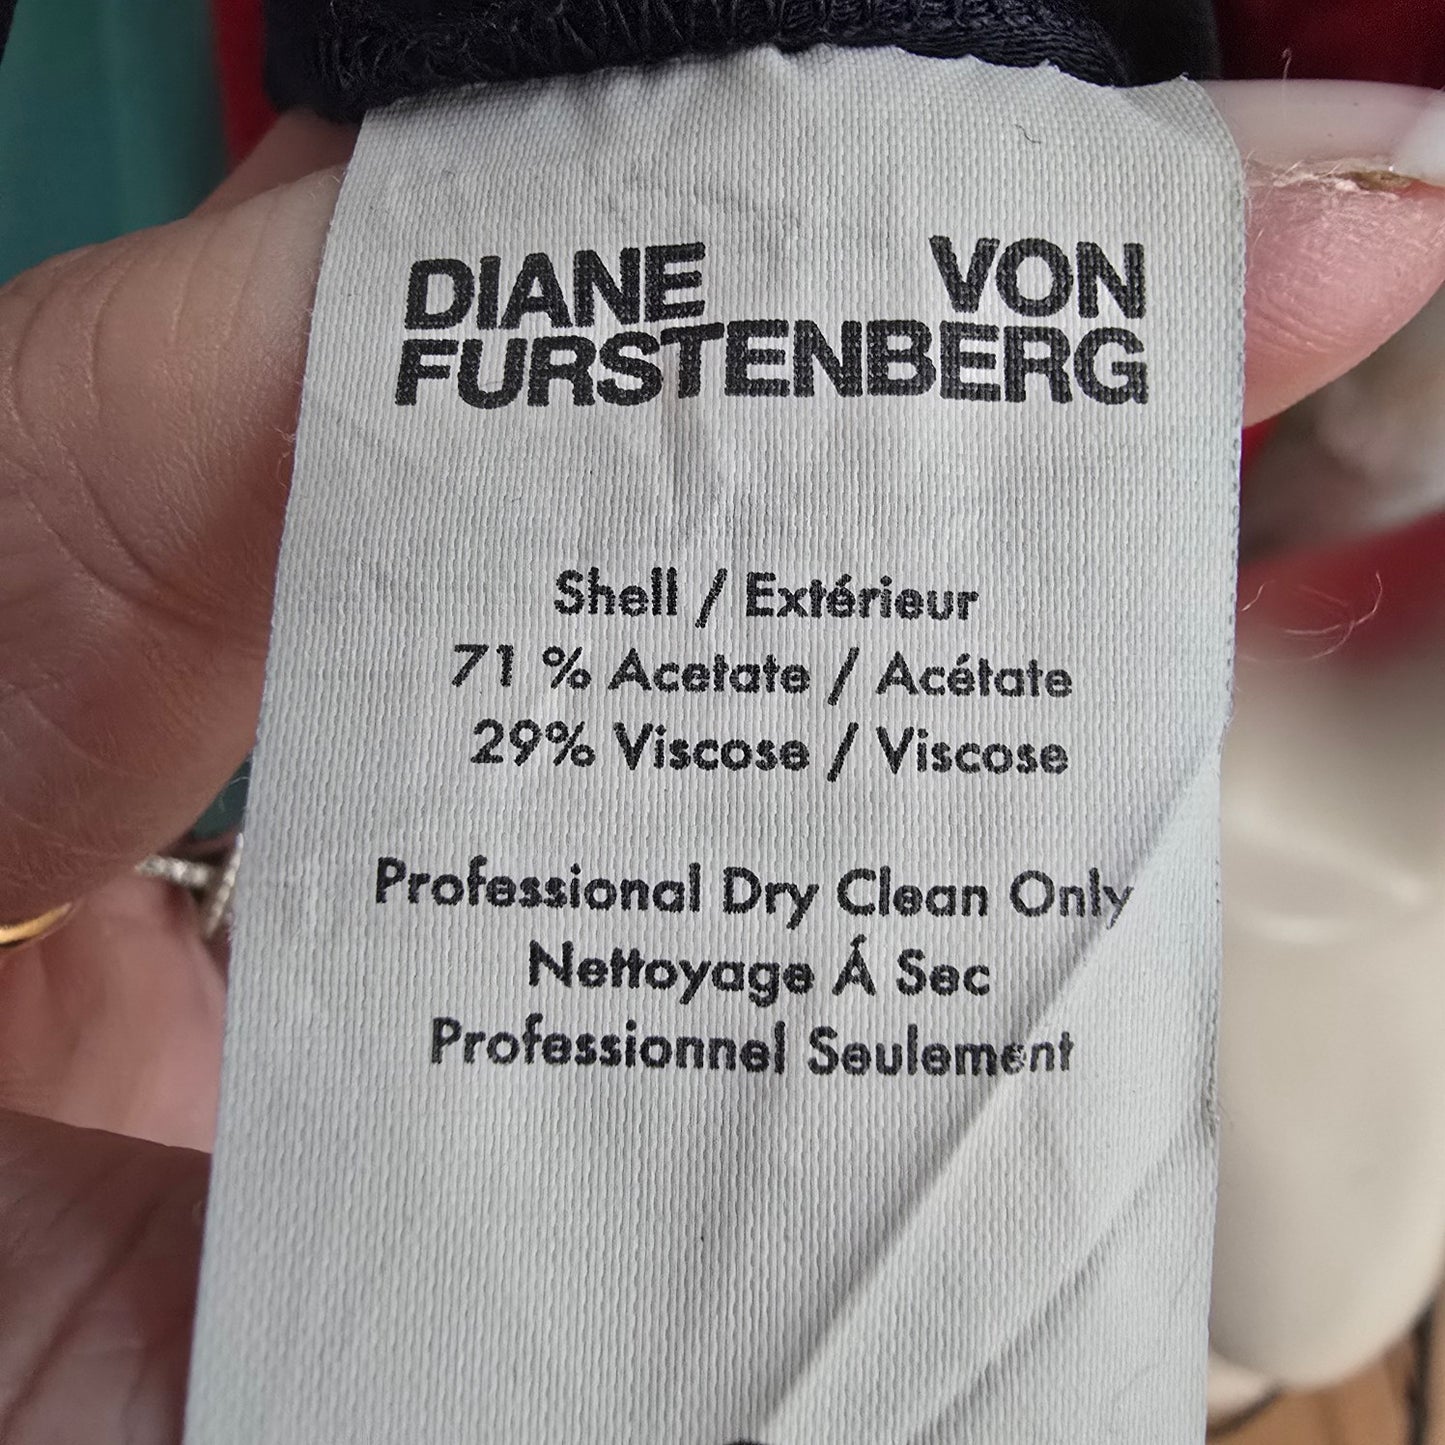 DIANE VON
FURSTENBERG
Shell / Extérieur
71 % Acetate / Acétate
29% Viscose / Viscose
Professional Dry Clean Only
Nettoyage Á Sec
Professionnel Seulement